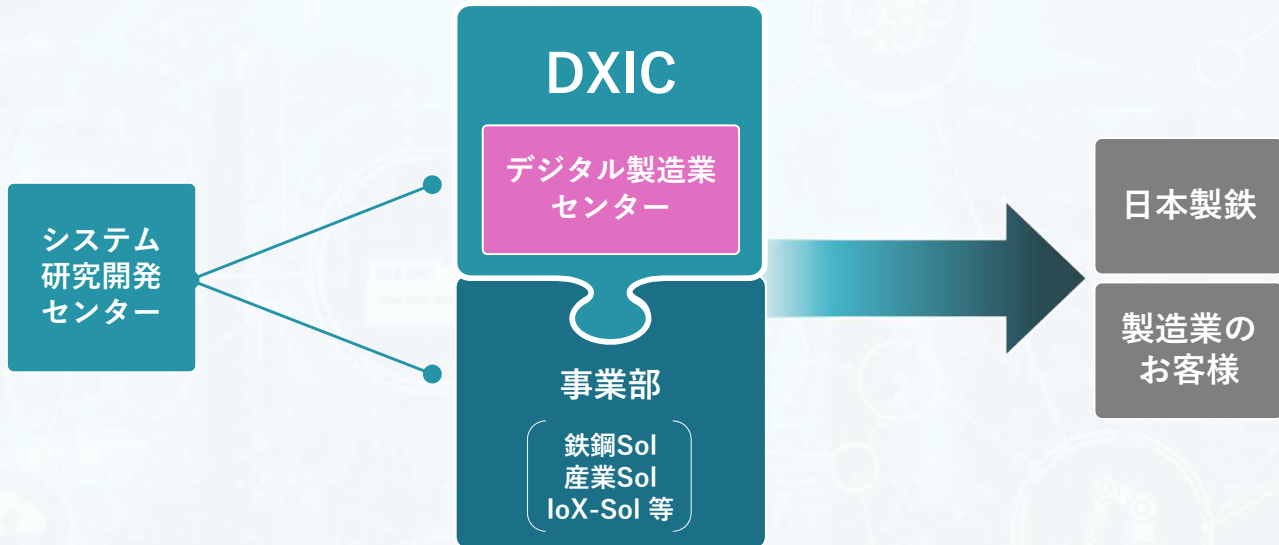 システム
研究開発
センター
DXIC
デジタル製造業
センター
事業部
鉄鋼Sol
産業Sol
IoX-Sol 等
日本製鉄
製造業の
お客様